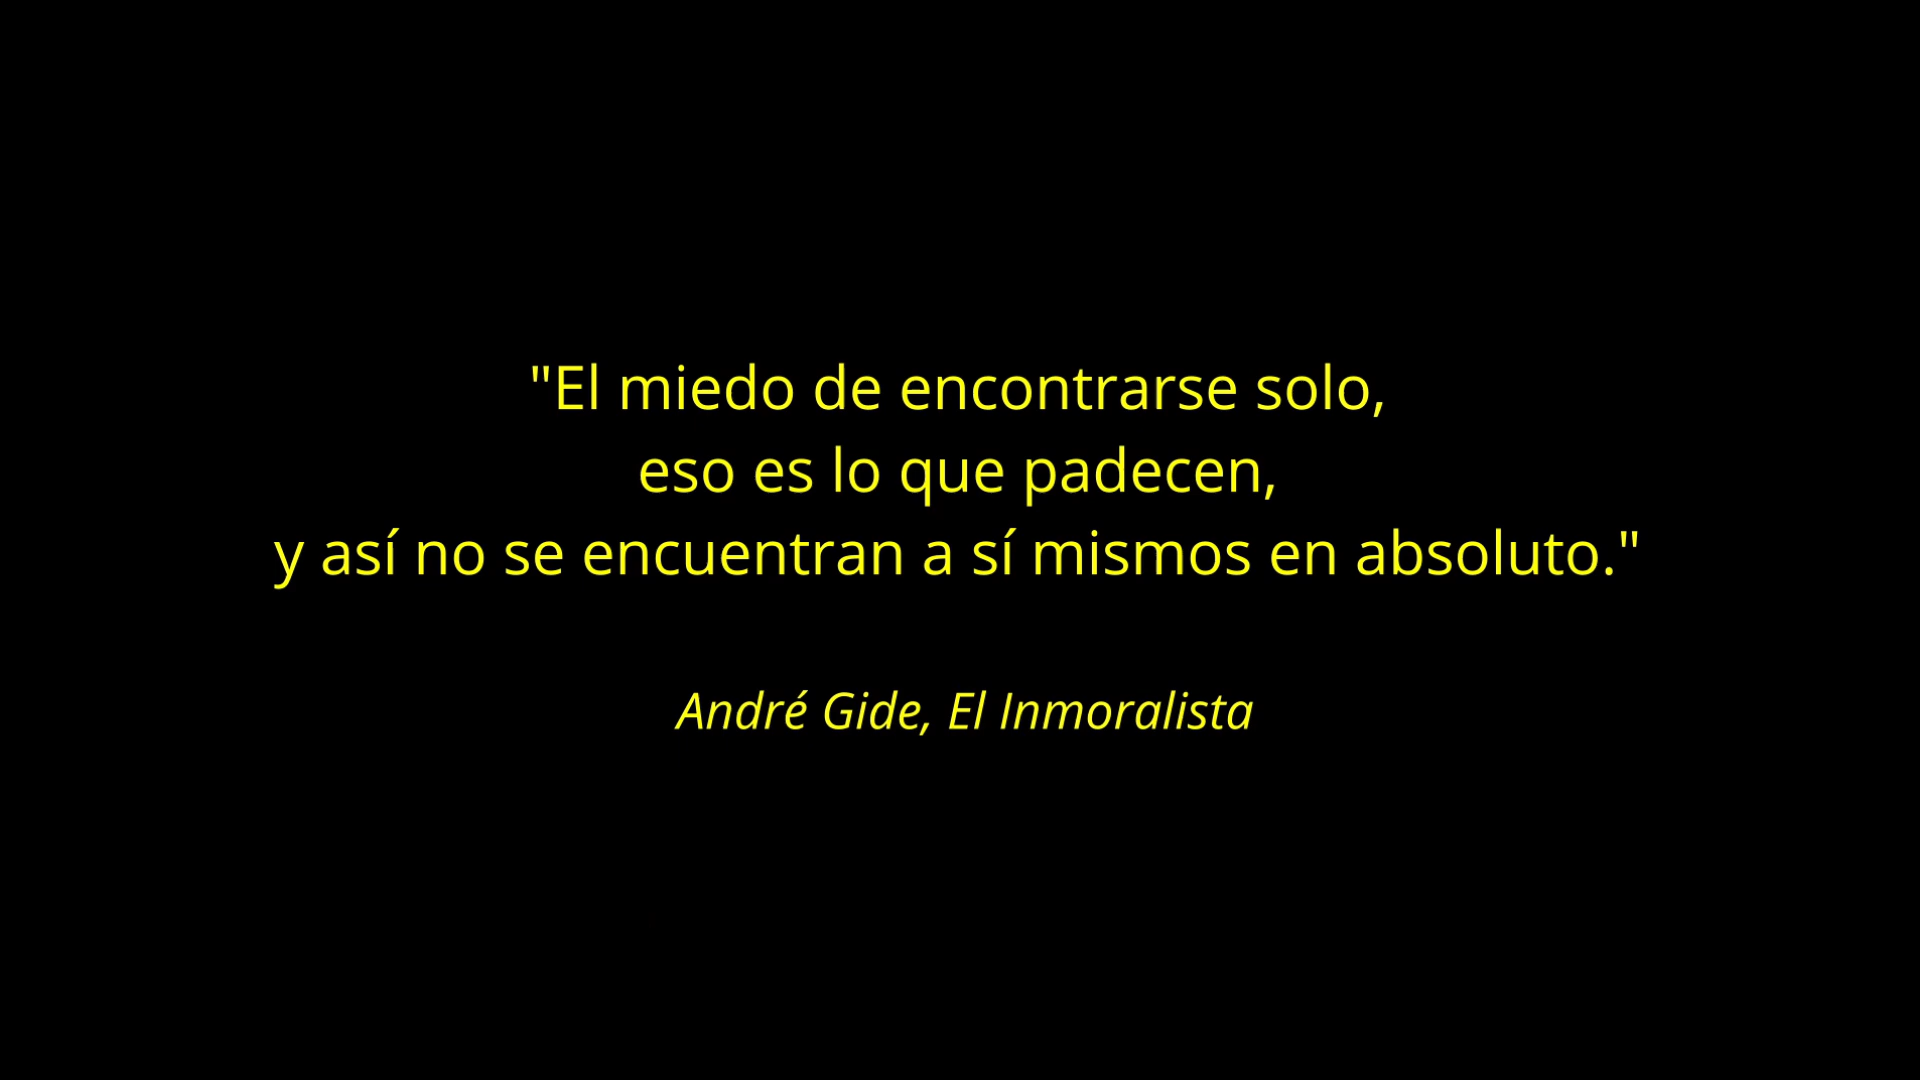 "El miedo de encontrarse solo,
eso es lo que padecen,
y así no se encuentran a sí mismos en absoluto."
André Gide, El Inmoralista